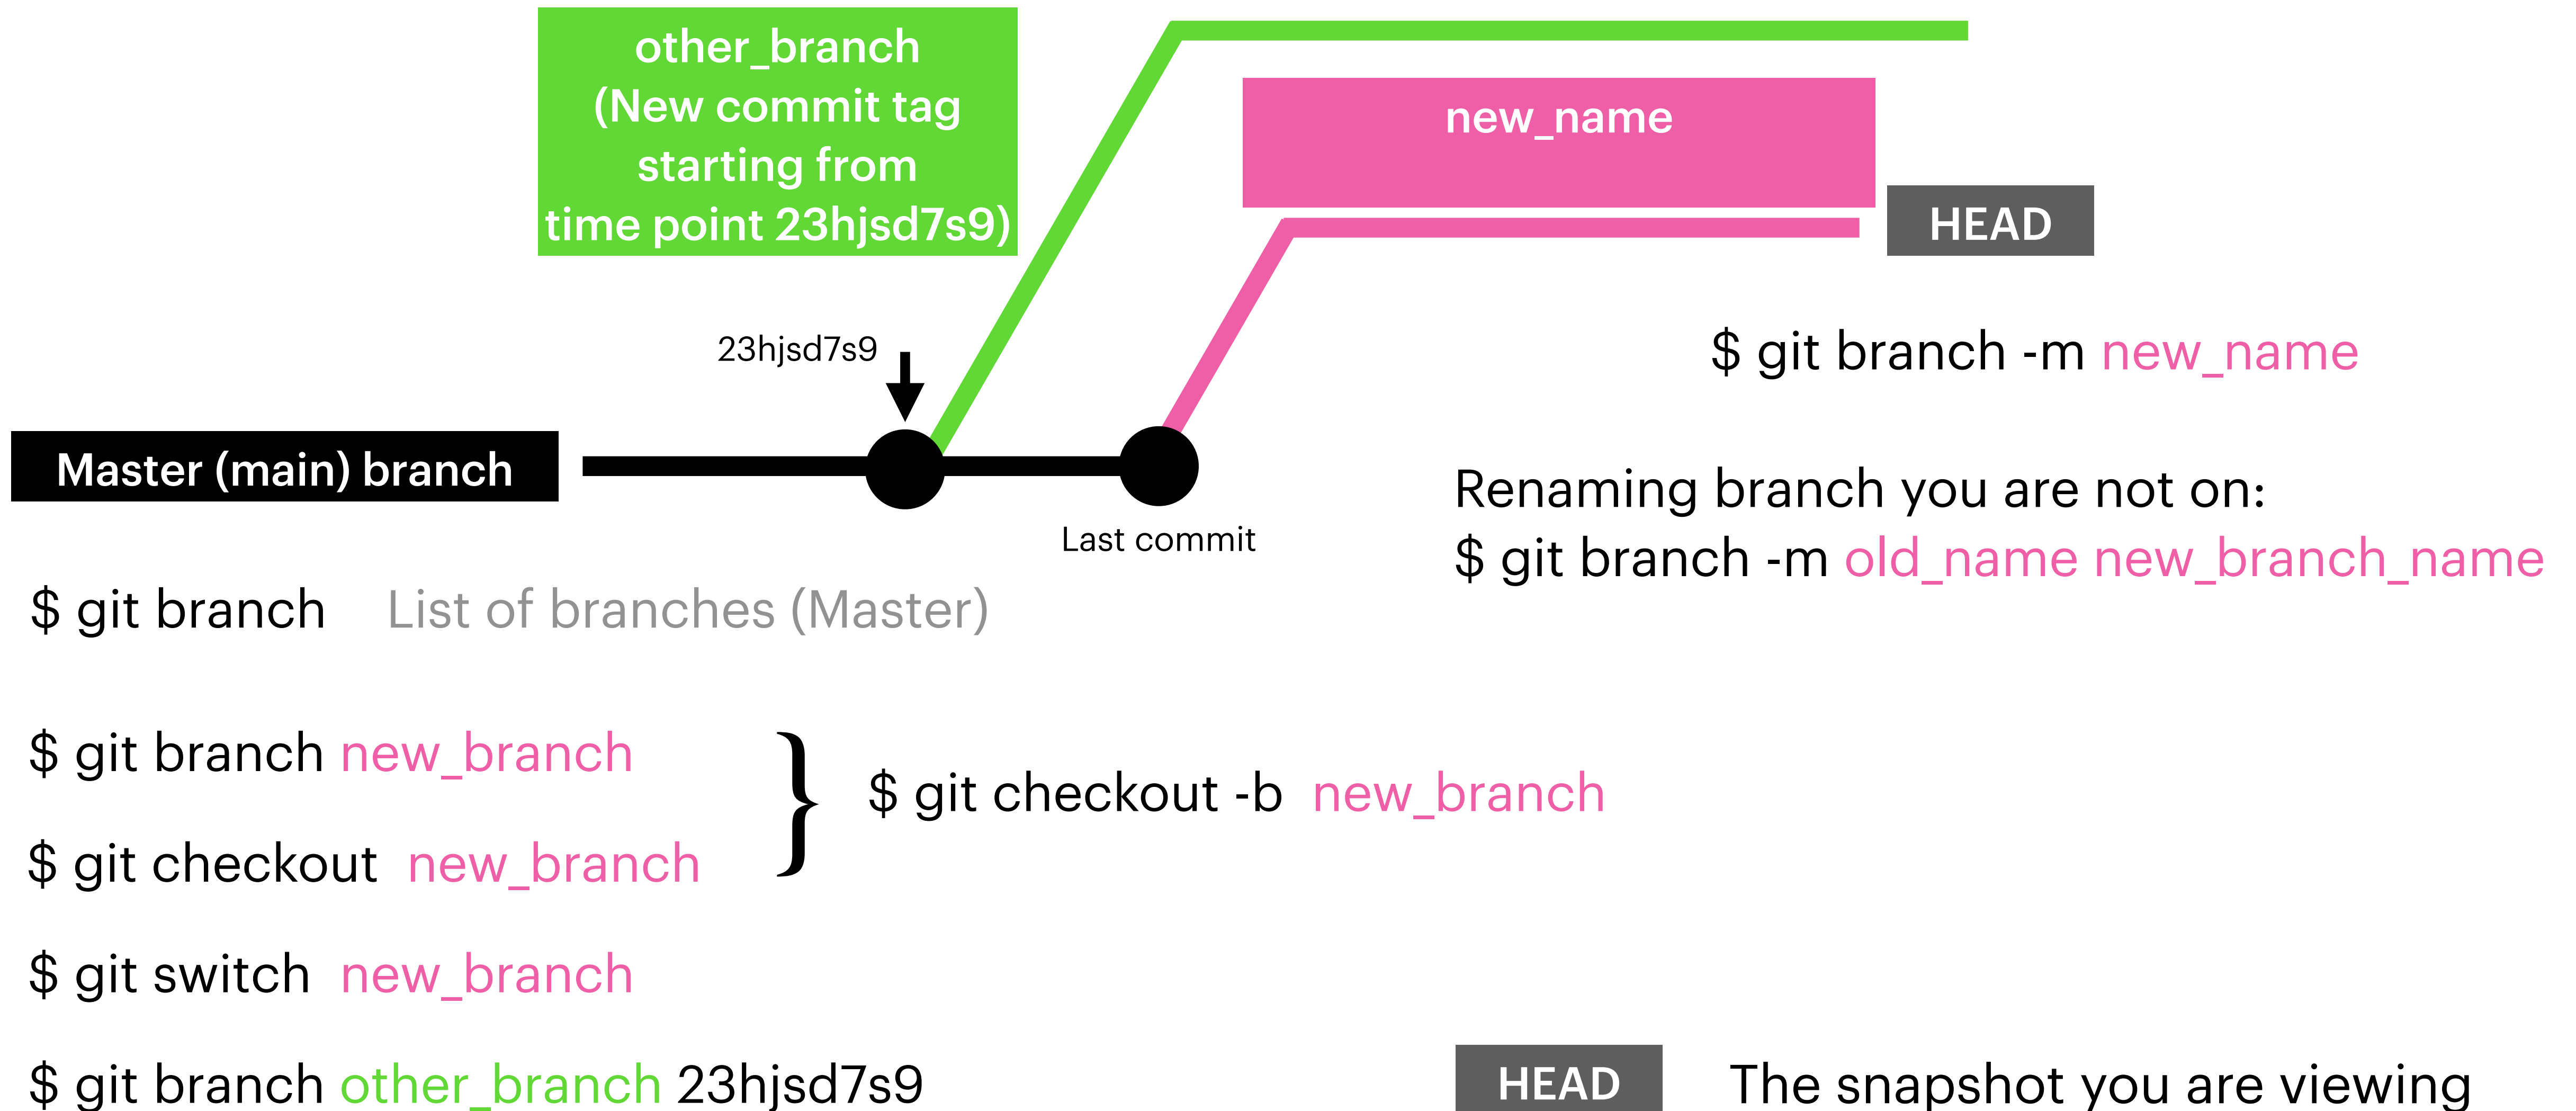 other_branch
(New commit tag
starting from
time point 23hjsd7s9)
new_name
HEAD
$ git branch -m new_name
23hjsd7s9
Master (main) branch
Last commit
Renaming branch you are not on:
$ git branch -m old_name new_branch_name
$ git branch List of branches (Master)
$ git branch new_branch
$ git checkout new_branch
} $ git checkout -b new_branch
$ git switch new_branch
$ git branch other_branch 23hjsd7s9
HEAD The snapshot you are viewing